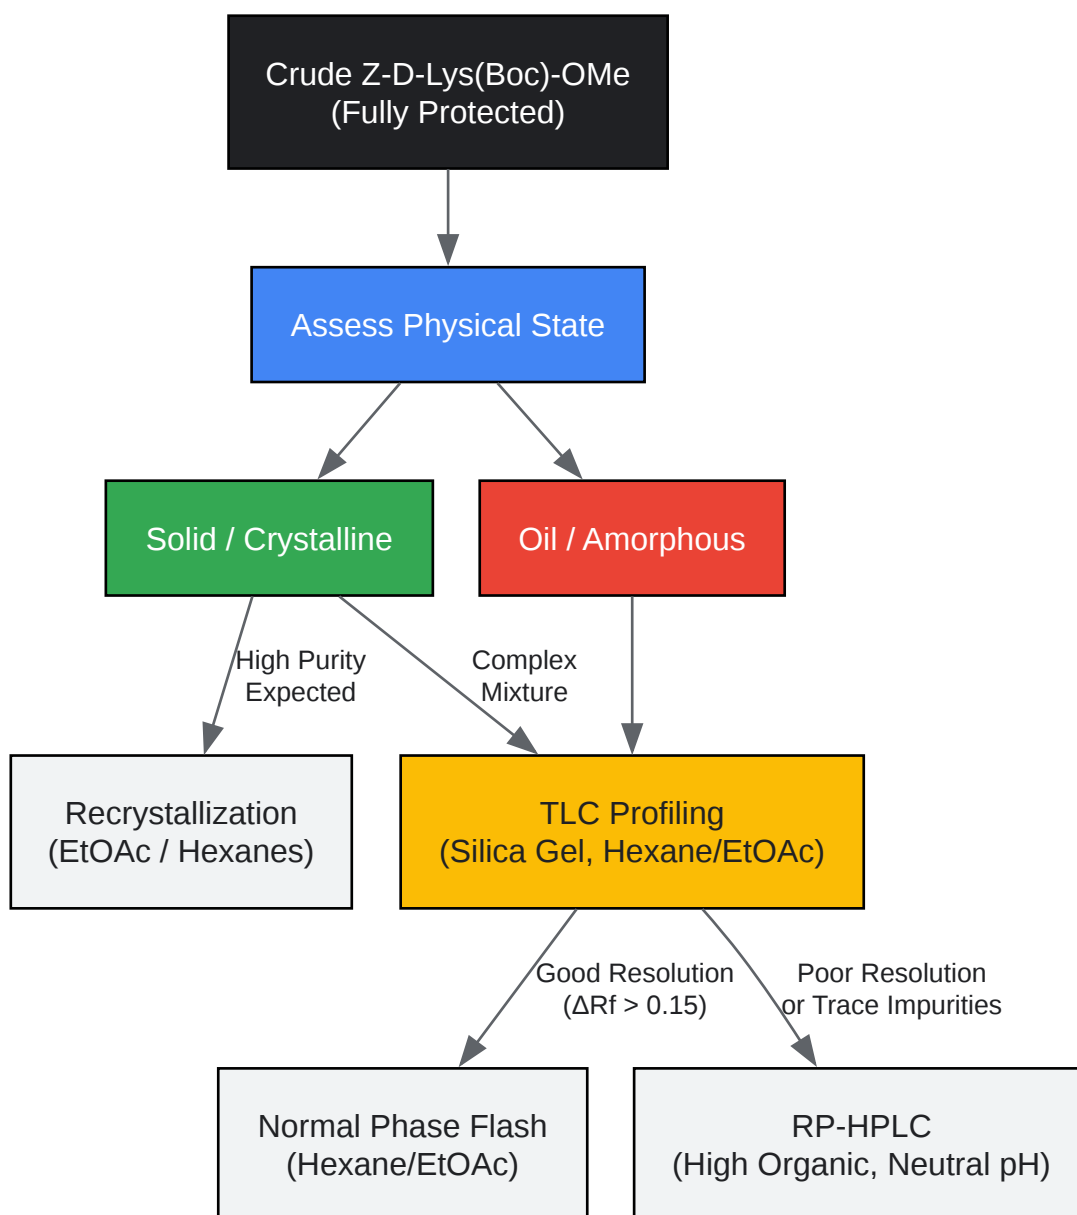 Crude Z-D-Lys(Boc)-OMe
(Fully Protected)
Assess Physical State
Solid / Crystalline
Oil / Amorphous
High Purity
Expected
Complex
Mixture
Recrystallization
(EtOAc / Hexanes)
TLC Profiling
(Silica Gel, Hexane/EtOAc)
Good Resolution
(ΔRf > 0.15)
Poor Resolution
or Trace Impurities
Normal Phase Flash
(Hexane/EtOAc)
RP-HPLC
(High Organic, Neutral pH)